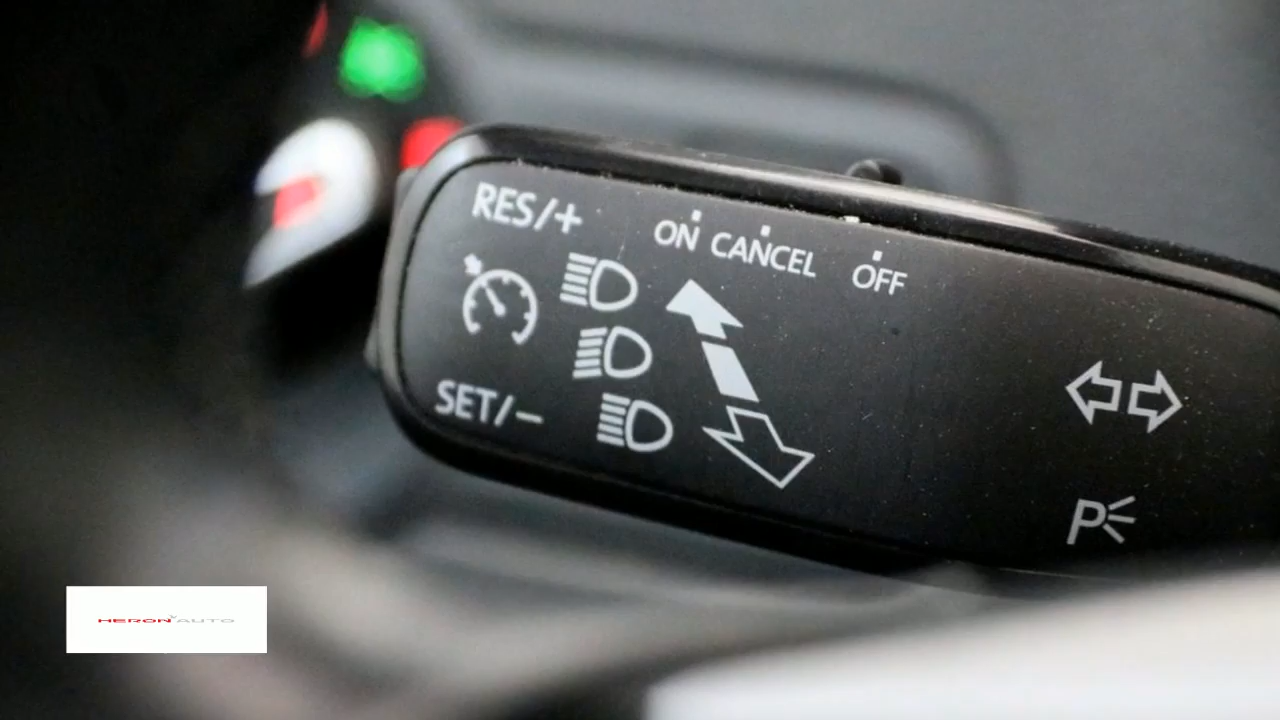 RES/+
ON CANCEL OFF
SET/-
P
HERON AUTO